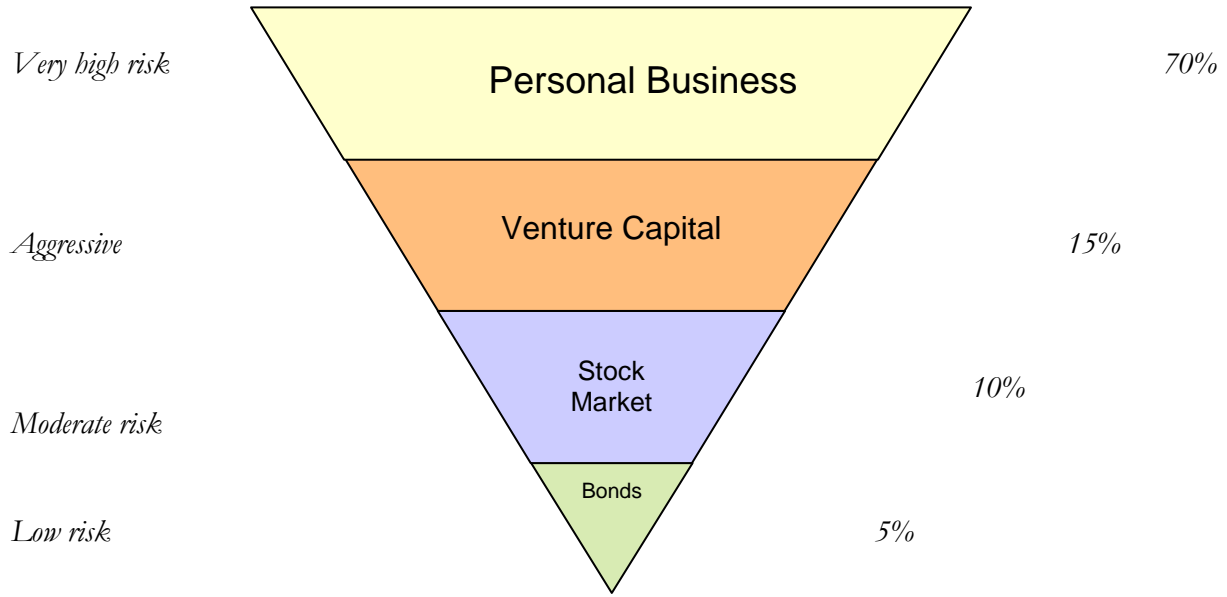 Very high risk
Personal Business
70%
Aggressive
Venture Capital
15%
Moderate risk
Stock
Market
10%
Low risk
Bonds
5%